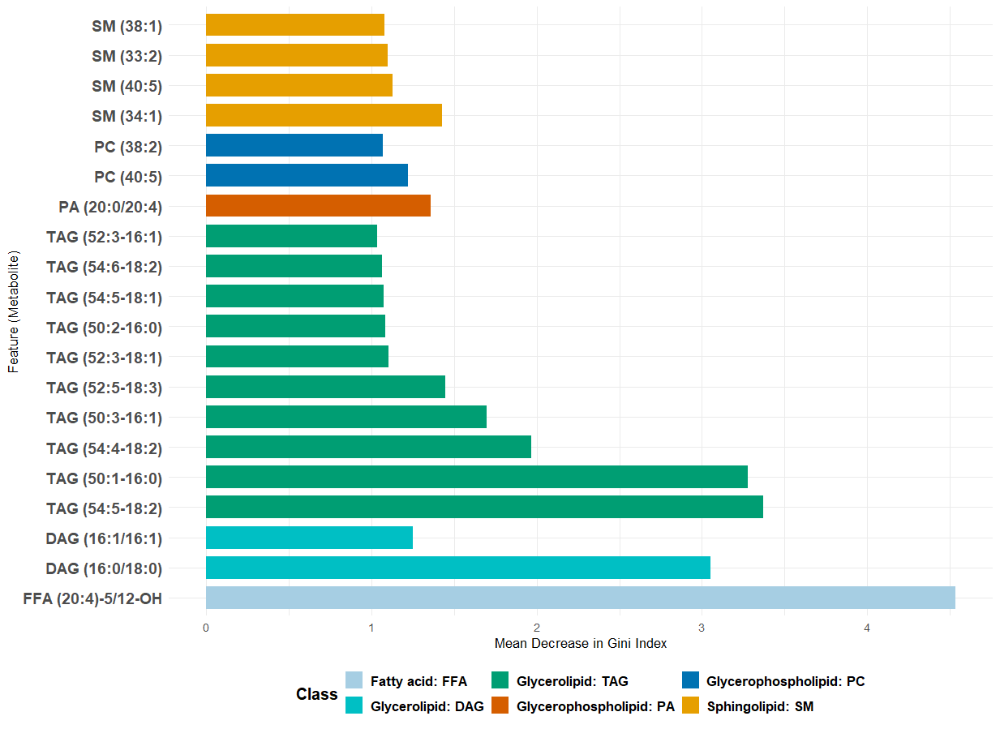 SM (38:1)
SM (33:2)
SM (40:5)
SM (34:1)
PC (38:2)
PC (40:5)
PA (20:0/20:4)
TAG (52:3-16:1)
TAG (54:6-18:2)
TAG (54:5-18:1)
TAG (50:2-16:0)
TAG (52:3-18:1)
TAG (52:5-18:3)
TAG (50:3-16:1)
TAG (54:4-18:2)
TAG (50:1-16:0)
TAG (54:5-18:2)
DAG (16:1/16:1)
DAG (16:0/18:0)
FFA (20:4)-5/12-OH
Feature (Metabolite)
0 1 2 3 4
Mean Decrease in Gini Index
Class
Fatty acid: FFA
Glycerolipid: DAG
Glycerolipid: TAG
Glycerophospholipid: PA
Glycerophospholipid: PC
Sphingolipid: SM